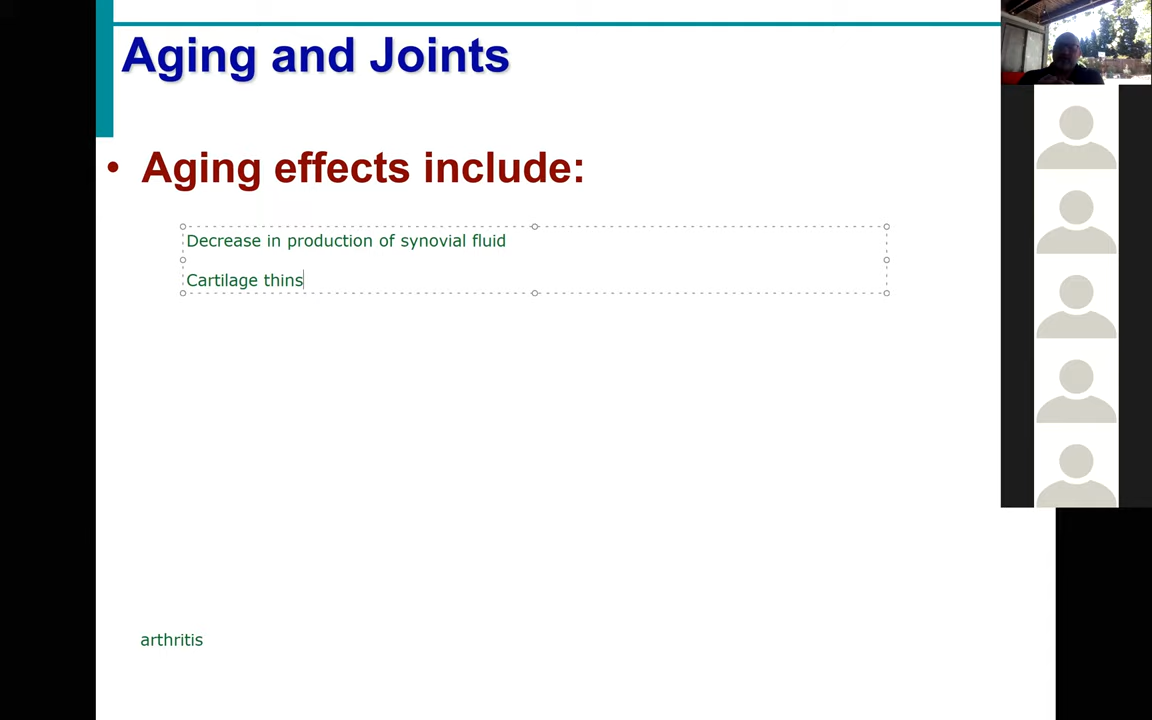 Aging and Joints
• Aging effects include:
Decrease in production of synovial fluid
Cartilage thins
arthritis